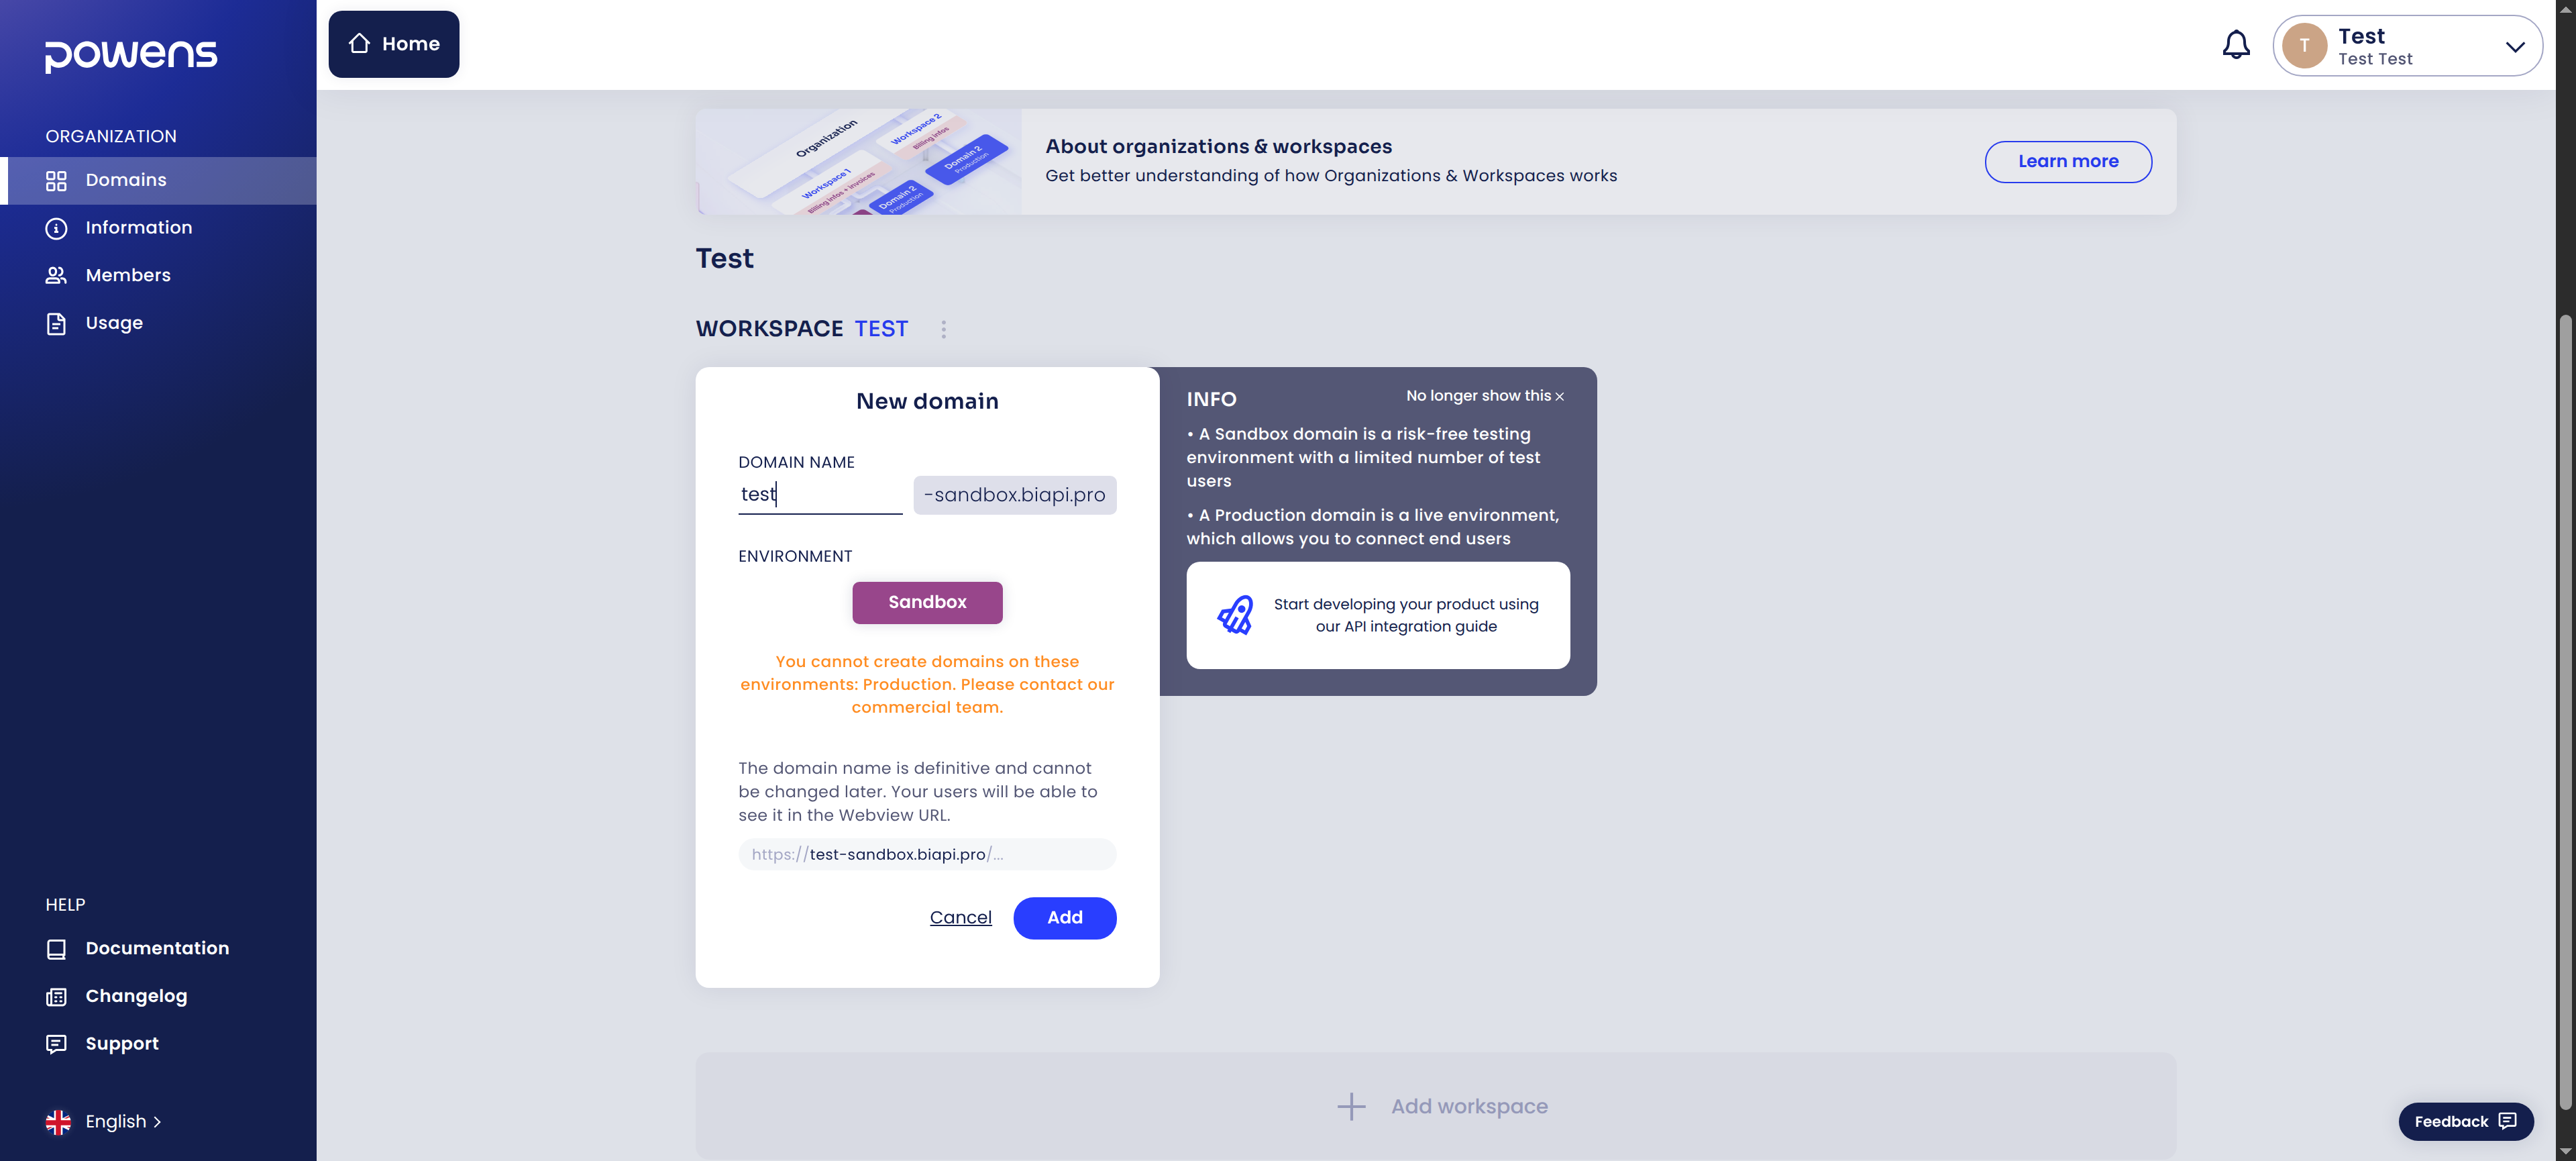 powens
Home
Test
T
Test Test
ORGANIZATION
Domains
Information
Members
Usage
Organization
Workspace 2
Billing infos
Workspace 1
Billing infos + invoices
Domain 2
Production
Domain 2
Production
About organizations & workspaces
Get better understanding of how Organizations & Workspaces works
Learn more
Test
WORKSPACE TEST
New domain
DOMAIN NAME
test
-sandbox.biapi.pro
ENVIRONMENT
Sandbox
You cannot create domains on these
environments: Production. Please contact our
commercial team.
The domain name is definitive and cannot
be changed later. Your users will be able to
see it in the Webview URL.
https://test-sandbox.biapi.pro/...
Cancel
Add
INFO
No longer show this
• A Sandbox domain is a risk-free testing
environment with a limited number of test
users
• A Production domain is a live environment,
which allows you to connect end users
Start developing your product using
our API integration guide
Add workspace
HELP
Documentation
Changelog
Support
English
Feedback